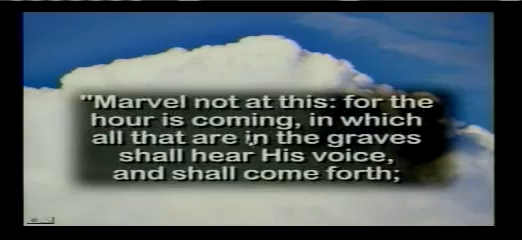 "Marvel not at this: for the
hour is coming, in which
all that are in the graves
shall hear His voice,
and shall come forth;